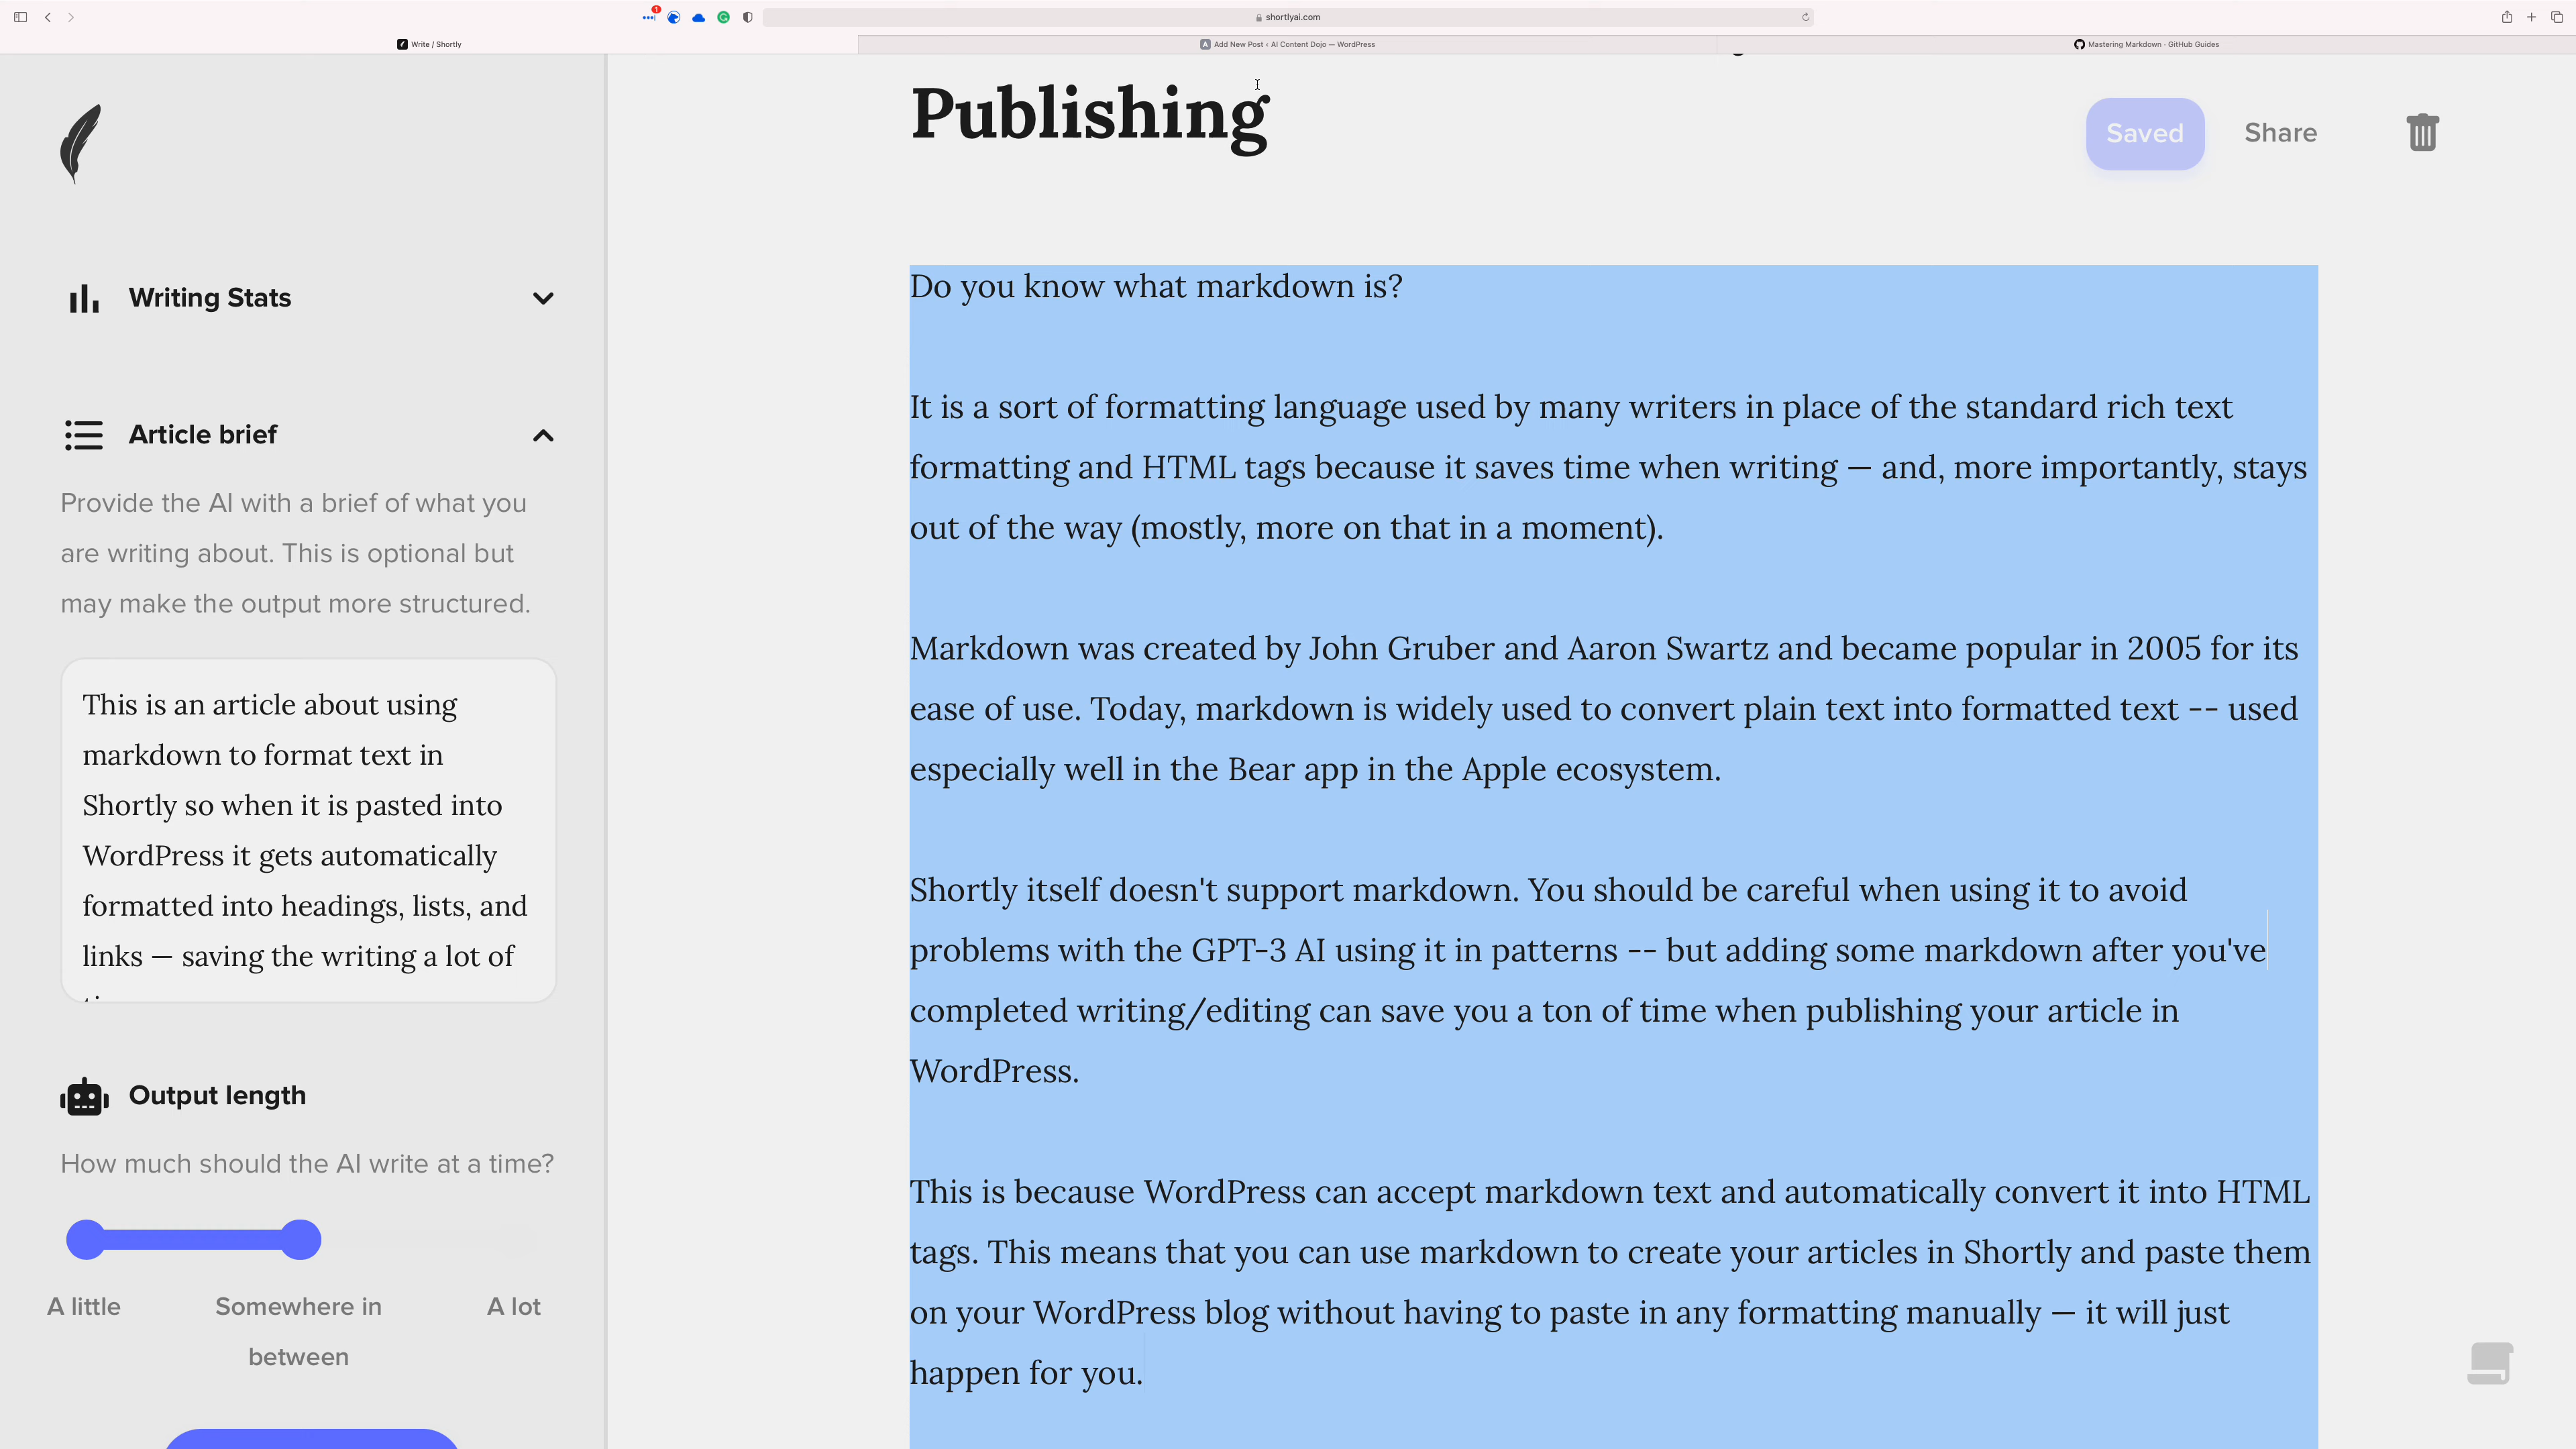 1
shortlyai.com
Write / Shortly
Add New Post ‹ AI Content Dojo — WordPress
Mastering Markdown · GitHub Guides
Publishing
Saved
Share
Writing Stats
Article brief
Provide the AI with a brief of what you
are writing about. This is optional but
may make the output more structured.
This is an article about using
markdown to format text in
Shortly so when it is pasted into
WordPress it gets automatically
formatted into headings, lists, and
links — saving the writing a lot of
Output length
How much should the AI write at a time?
A little
Somewhere in
between
A lot
Do you know what markdown is?
It is a sort of formatting language used by many writers in place of the standard rich text
formatting and HTML tags because it saves time when writing — and, more importantly, stays
out of the way (mostly, more on that in a moment).
Markdown was created by John Gruber and Aaron Swartz and became popular in 2005 for its
ease of use. Today, markdown is widely used to convert plain text into formatted text -- used
especially well in the Bear app in the Apple ecosystem.
Shortly itself doesn't support markdown. You should be careful when using it to avoid
problems with the GPT-3 AI using it in patterns -- but adding some markdown after you've
completed writing/editing can save you a ton of time when publishing your article in
WordPress.
This is because WordPress can accept markdown text and automatically convert it into HTML
tags. This means that you can use markdown to create your articles in Shortly and paste them
on your WordPress blog without having to paste in any formatting manually — it will just
happen for you.